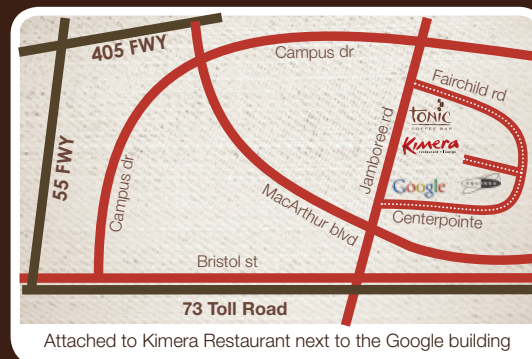 405 FWY
Campus dr
Fairchild rd
tonic
COFFEE BAR
Kimera
55 FWY
Campus dr
Jamboree rd
Google
MacArthur blvd
Centerpointe
Bristol st
73 Toll Road
Attached to Kimera Restaurant next to the Google building